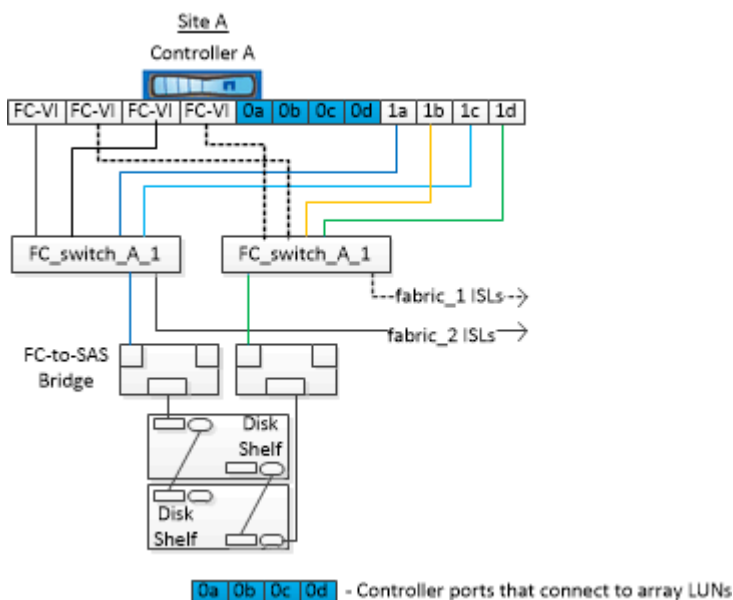 Site A
Controller A
FC-VI FC-VI FC-VI FC-VI 0a 0b 0c 0d 1a 1b 1c 1d
FC_switch_A_1 FC_switch_A_1
fabric_1 ISLs
fabric_2 ISLs
FC-to-SAS
Bridge
Disk
Shelf
Disk
Shelf
0a 0b 0c 0d - Controller ports that connect to array LUNs